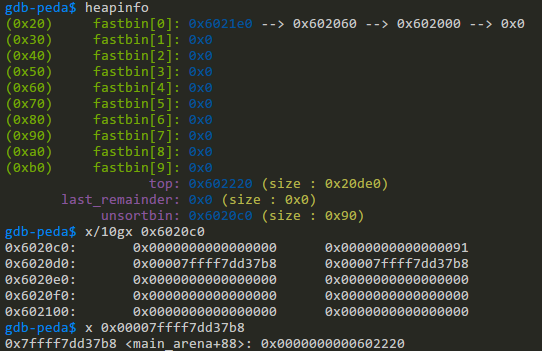 gdb-peda$ heapinfo
(0x20) fastbin[0]: 0x6021e0 --> 0x602060 --> 0x602000 --> 0x0
(0x30) fastbin[1]: 0x0
(0x40) fastbin[2]: 0x0
(0x50) fastbin[3]: 0x0
(0x60) fastbin[4]: 0x0
(0x70) fastbin[5]: 0x0
(0x80) fastbin[6]: 0x0
(0x90) fastbin[7]: 0x0
(0xa0) fastbin[8]: 0x0
(0xb0) fastbin[9]: 0x0
top: 0x602220 (size : 0x20de0)
last_remainder: 0x0 (size : 0x0)
unsortbin: 0x6020c0 (size : 0x90)
gdb-peda$ x/10gx 0x6020c0
0x6020c0: 0x0000000000000000 0x0000000000000091
0x6020d0: 0x00007ffff7dd37b8 0x00007ffff7dd37b8
0x6020e0: 0x0000000000000000 0x0000000000000000
0x6020f0: 0x0000000000000000 0x0000000000000000
0x602100: 0x0000000000000000 0x0000000000000000
gdb-peda$ x 0x00007ffff7dd37b8
0x7ffff7dd37b8 <main_arena+88>: 0x0000000000602220